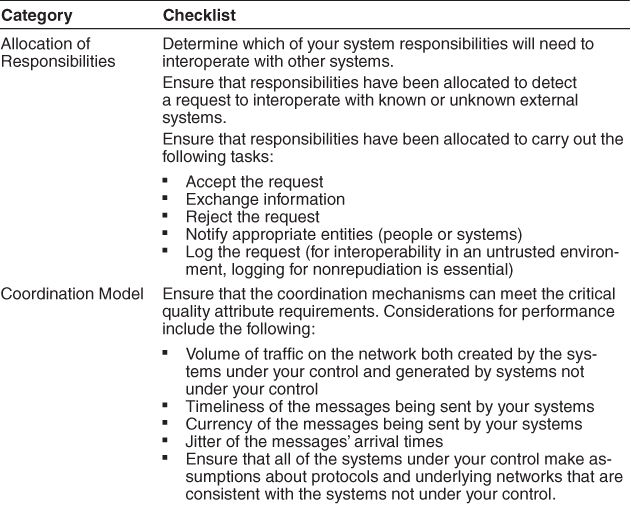 Category Checklist
Allocation of Determine which of your system responsibilities will need to
Responsibilities interoperate with other systems.
Ensure that responsibilities have been allocated to detect
a request to interoperate with known or unknown external
systems.
Ensure that responsibilities have been allocated to carry out the
following tasks:
▪ Accept the request
▪ Exchange information
▪ Reject the request
▪ Notify appropriate entities (people or systems)
▪ Log the request (for interoperability in an untrusted environ-
ment, logging for nonrepudiation is essential)
Coordination Model Ensure that the coordination mechanisms can meet the critical
quality attribute requirements. Considerations for performance
include the following:
▪ Volume of traffic on the network both created by the sys-
tems under your control and generated by systems not
under your control
▪ Timeliness of the messages being sent by your systems
▪ Currency of the messages being sent by your systems
▪ Jitter of the messages’ arrival times
▪ Ensure that all of the systems under your control make as-
sumptions about protocols and underlying networks that are
consistent with the systems not under your control.